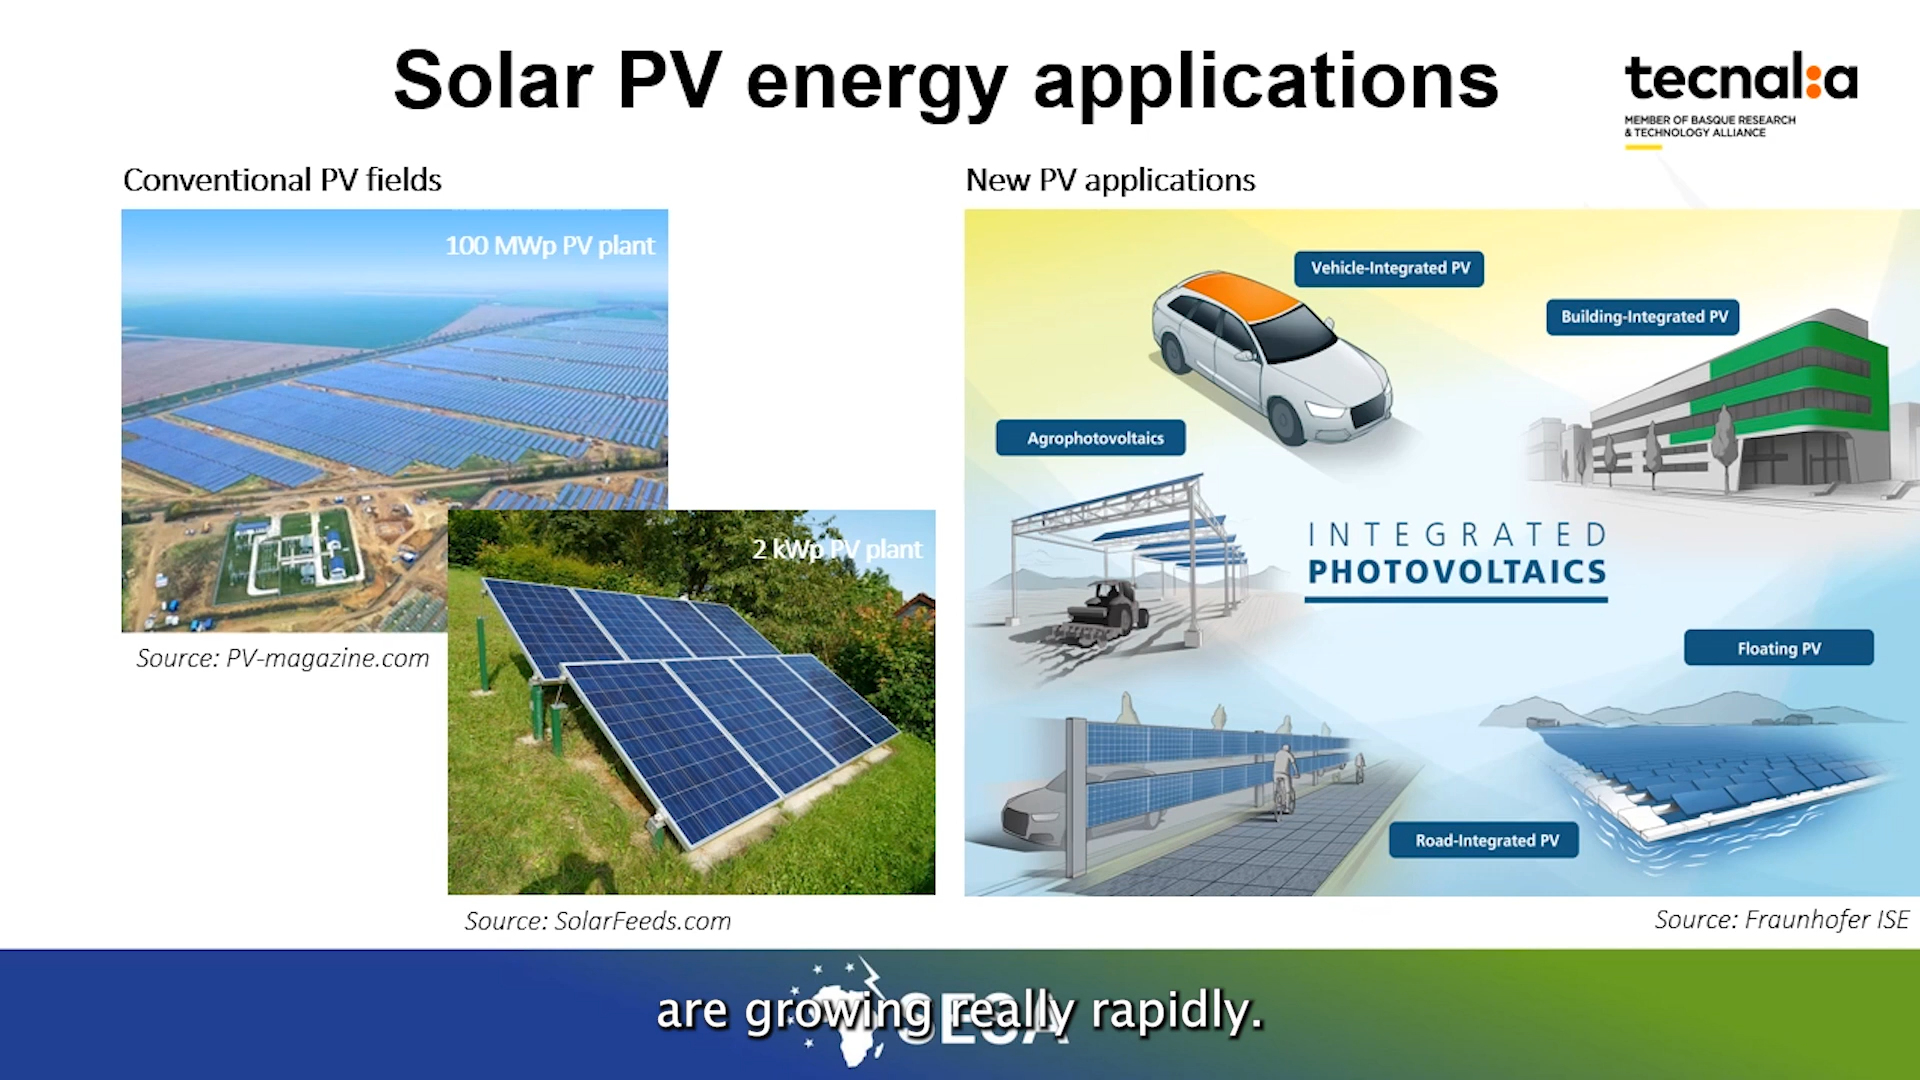 Solar PV energy applications
tecnal:a
MEMBER OF BASQUE RESEARCH
& TECHNOLOGY ALLIANCE
Conventional PV fields
100 MWp PV plant
Source: PV-magazine.com
2 kWp PV plant
Source: SolarFeeds.com
New PV applications
Vehicle-Integrated PV
Building-Integrated PV
Agrophotovoltaics
INTEGRATED
PHOTOVOLTAICS
Floating PV
Road-Integrated PV
Source: Fraunhofer ISE
SESA
are growing really rapidly.